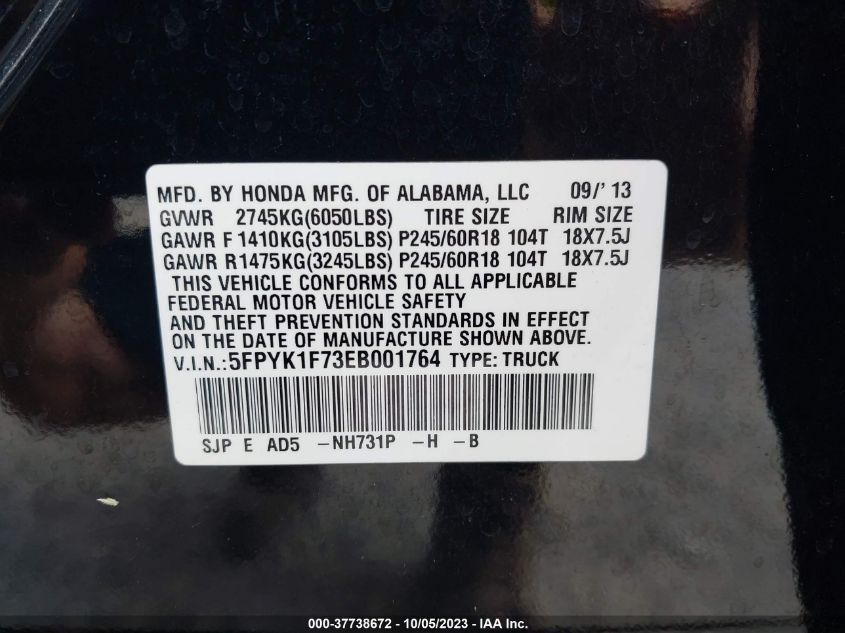 MFD. BY HONDA MFG. OF ALABAMA, LLC 09/' 13
GVWR 2745KG(6050LBS) TIRE SIZE RIM SIZE
GAWR F 1410KG(3105LBS) P245/60R18 104T 18X7.5J
GAWR R1475KG(3245LBS) P245/60R18 104T 18X7.5J
THIS VEHICLE CONFORMS TO ALL APPLICABLE
FEDERAL MOTOR VEHICLE SAFETY
AND THEFT PREVENTION STANDARDS IN EFFECT
ON THE DATE OF MANUFACTURE SHOWN ABOVE.
V.I.N.:5FPYK1F73EB001764 TYPE: TRUCK
SJP E AD5 -NH731P -H -B
000-37738672 - 10/05/2023 - IAA Inc.